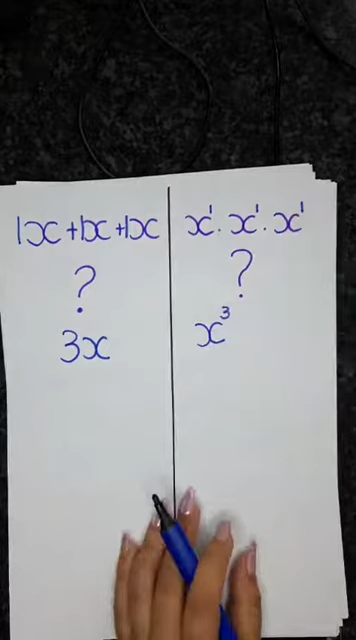 1x + 1x + 1x
?
3x
x¹ . x¹ . x¹
?
x³